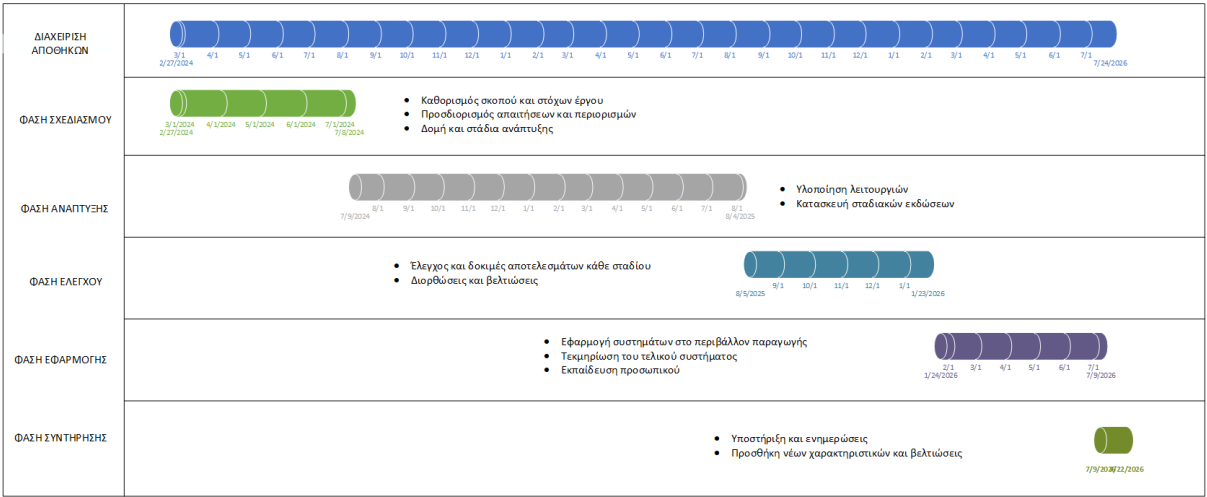 ΔΙΑΧΕΙΡΙΣΗ
ΑΠΟΘΗΚΩΝ
3/1 4/1 5/1 6/1 7/1 8/1 9/1 10/1 11/1 12/1 1/1 2/1 3/1 4/1 5/1 6/1 7/1 8/1 9/1 10/1 11/1 12/1 1/1 2/1 3/1 4/1 5/1 6/1 7/1
2/27/2024 7/24/2026
ΦΑΣΗ ΣΧΕΔΙΑΣΜΟΥ
3/1/2024 4/1/2024 5/1/2024 6/1/2024 7/1/2024
2/27/2024 7/8/2024
• Καθορισμός σκοπού και στόχων έργου
• Προσδιορισμός απαιτήσεων και περιορισμών
• Δομή και στάδια ανάπτυξης
ΦΑΣΗ ΑΝΑΠΤΥΞΗΣ
8/1 9/1 10/1 11/1 12/1 1/1 2/1 3/1 4/1 5/1 6/1 7/1 8/1
7/9/2024 8/4/2025
• Υλοποίηση λειτουργιών
• Κατασκευή σταδιακών εκδόσεων
ΦΑΣΗ ΕΛΕΓΧΟΥ
• Έλεγχος και δοκιμές αποτελεσμάτων κάθε σταδίου
• Διορθώσεις και βελτιώσεις
9/1 10/1 11/1 12/1 1/1
8/5/2025 1/23/2026
ΦΑΣΗ ΕΦΑΡΜΟΓΗΣ
• Εφαρμογή συστημάτων στο περιβάλλον παραγωγής
• Τεκμηρίωση του τελικού συστήματος
• Εκπαίδευση προσωπικού
2/1 3/1 4/1 5/1 6/1 7/1
1/24/2026 7/9/2026
ΦΑΣΗ ΣΥΝΤΗΡΗΣΗΣ
• Υποστήριξη και ενημερώσεις
• Προσθήκη νέων χαρακτηριστικών και βελτιώσεις